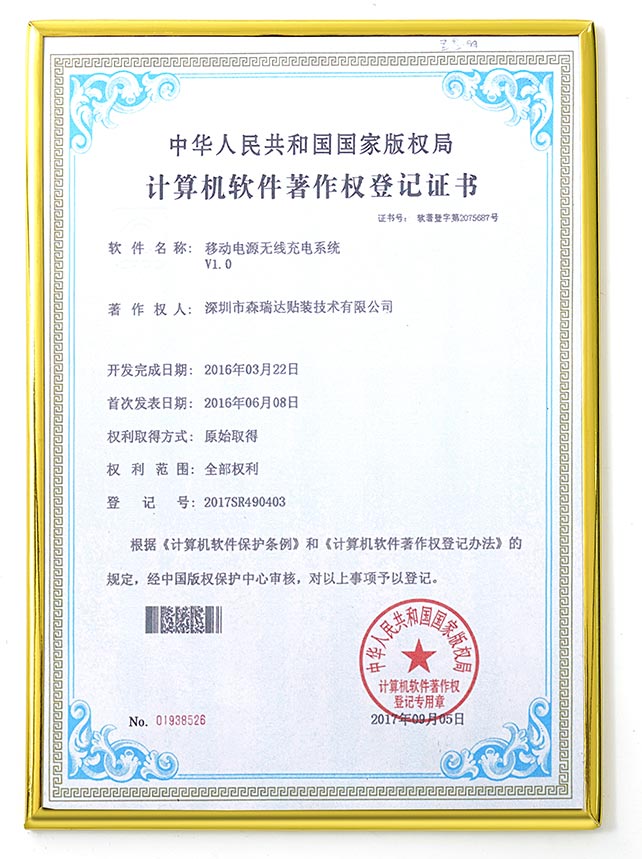 中华人民共和国国家版权局
计算机软件著作权登记证书
证书号： 软著登字第2075687号
软件名称： 移动电源无线充电系统
V1.0
著作权人： 深圳市森瑞达贴装技术有限公司
开发完成日期： 2016年03月22日
首次发表日期： 2016年06月08日
权利取得方式： 原始取得
权利范围： 全部权利
登记号： 2017SR490403
根据《计算机软件保护条例》和《计算机软件著作权登记办法》的
规定，经中国版权保护中心审核，对以上事项予以登记。
中华人民共和国国家版权局
计算机软件著作权
登记专用章
No. 01938526
2017年09月05日